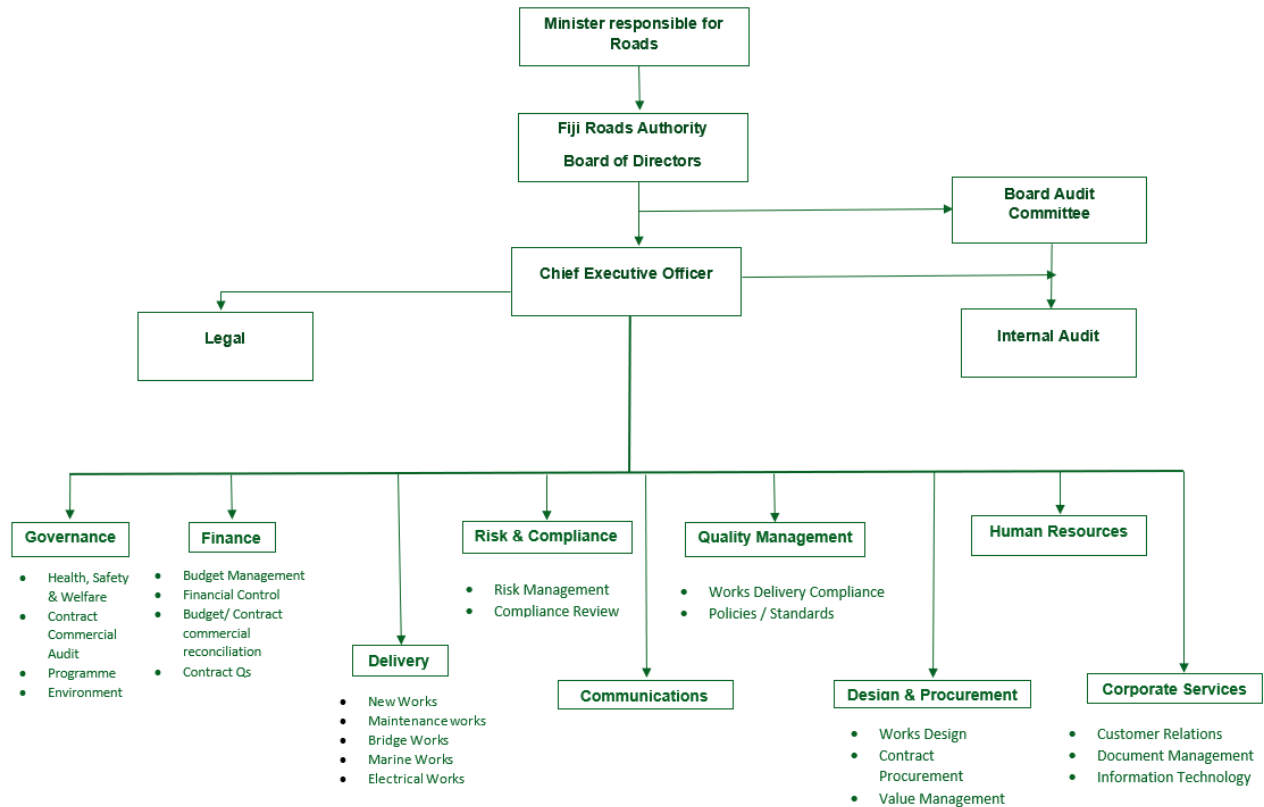 Minister responsible for
Roads
Fiji Roads Authority
Board of Directors
Board Audit
Committee
Chief Executive Officer
Legal
Internal Audit
Governance
• Health, Safety
& Welfare
• Contract
Commercial
Audit
• Programme
• Environment
Finance
• Budget Management
• Financial Control
• Budget/ Contract
commercial
reconciliation
• Contract Qs
Delivery
• New Works
• Maintenance works
• Bridge Works
• Marine Works
• Electrical Works
Risk & Compliance
• Risk Management
• Compliance Review
Communications
Quality Management
• Works Delivery Compliance
• Policies / Standards
Design & Procurement
• Works Design
• Contract
Procurement
• Value Management
Human Resources
Corporate Services
• Customer Relations
• Document Management
• Information Technology